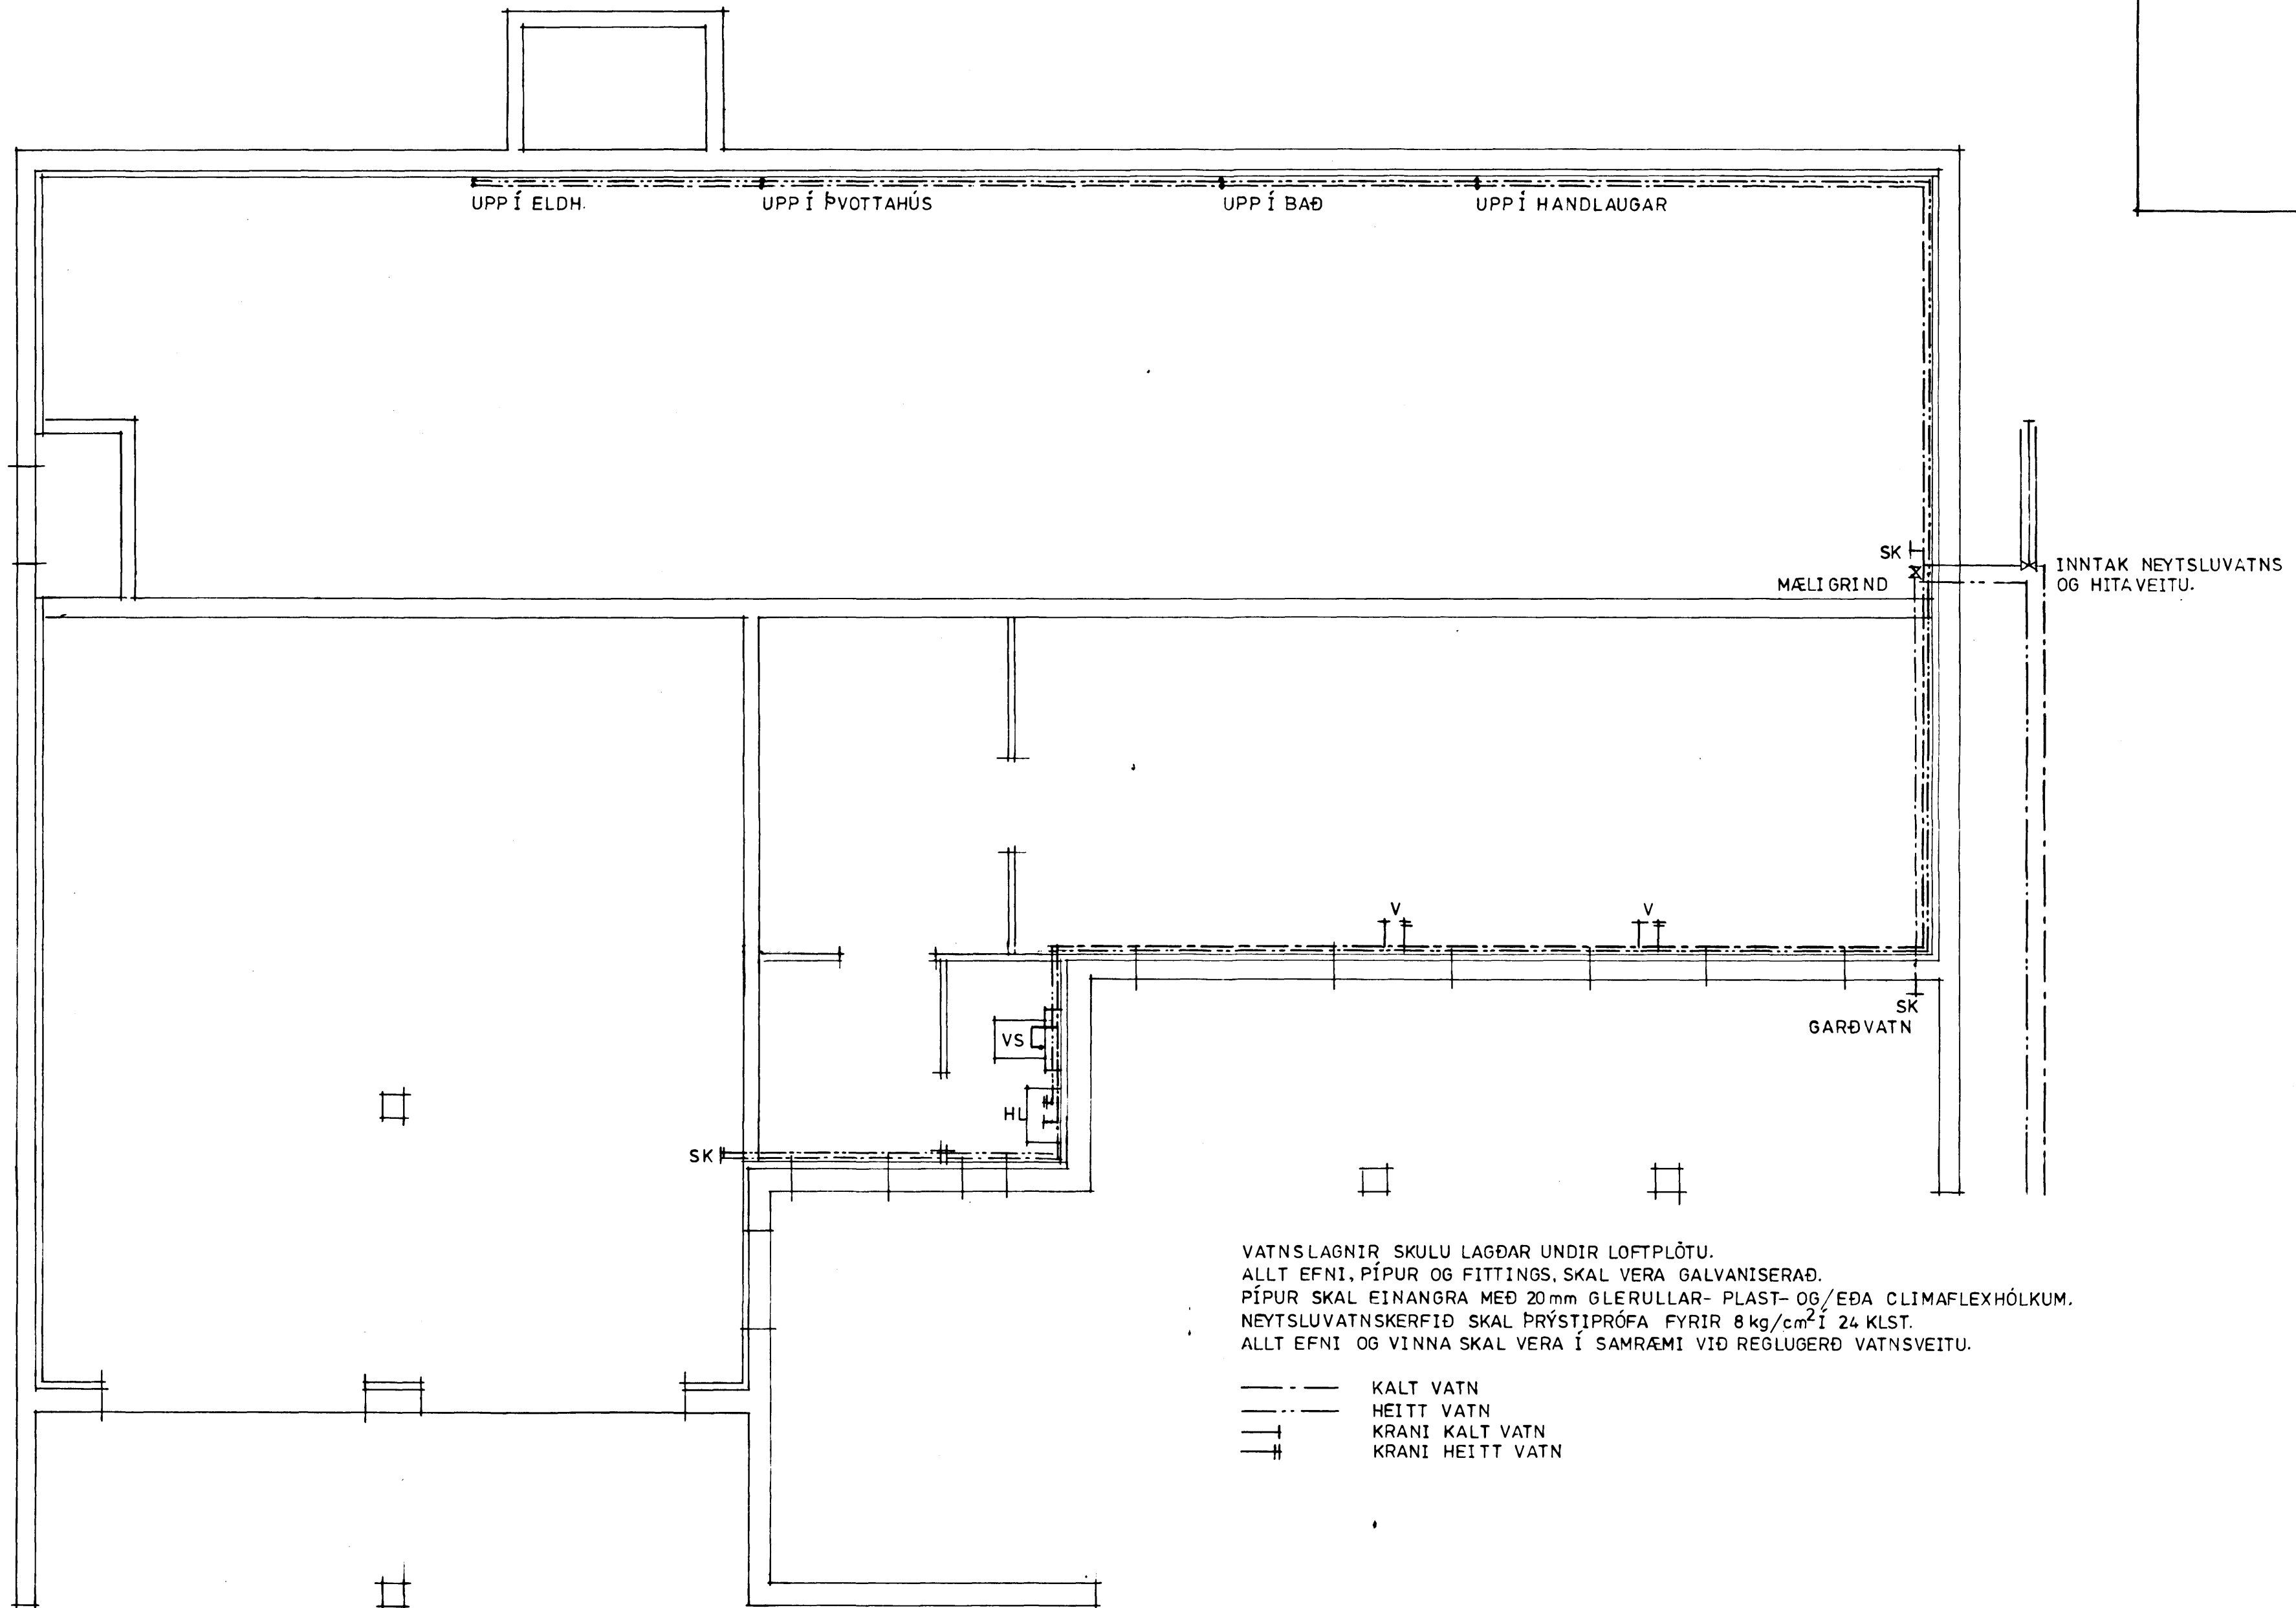 UPP Í ELDH.
UPP Í ÞVOTTAHÚS
UPP Í BAÐ
UPP Í HANDLAUGAR
SK
MÆLIGRIND
INNTAK NEYTSLUVATNS
OG HITAVEITU.
V
V
SK
GARÐVATN
VS
HL
SK
VATNSLAGNIR SKULU LAGÐAR UNDIR LOFTPLÖTU.
ALLT EFNI, PÍPUR OG FITTINGS, SKAL VERA GALVANISERAÐ.
PÍPUR SKAL EINANGRA MEÐ 20mm GLERULLAR- PLAST- OG/EÐA CLIMAFLEXHÓLKUM.
NEYTSLUVATNSKERFIÐ SKAL ÞRÝSTIPRÓFA FYRIR 8 kg/cm² Í 24 KLST.
ALLT EFNI OG VINNA SKAL VERA Í SAMRÆMI VIÐ REGLUGERÐ VATNSVEITU.
KALT VATN
HEITT VATN
KRANI KALT VATN
KRANI HEITT VATN